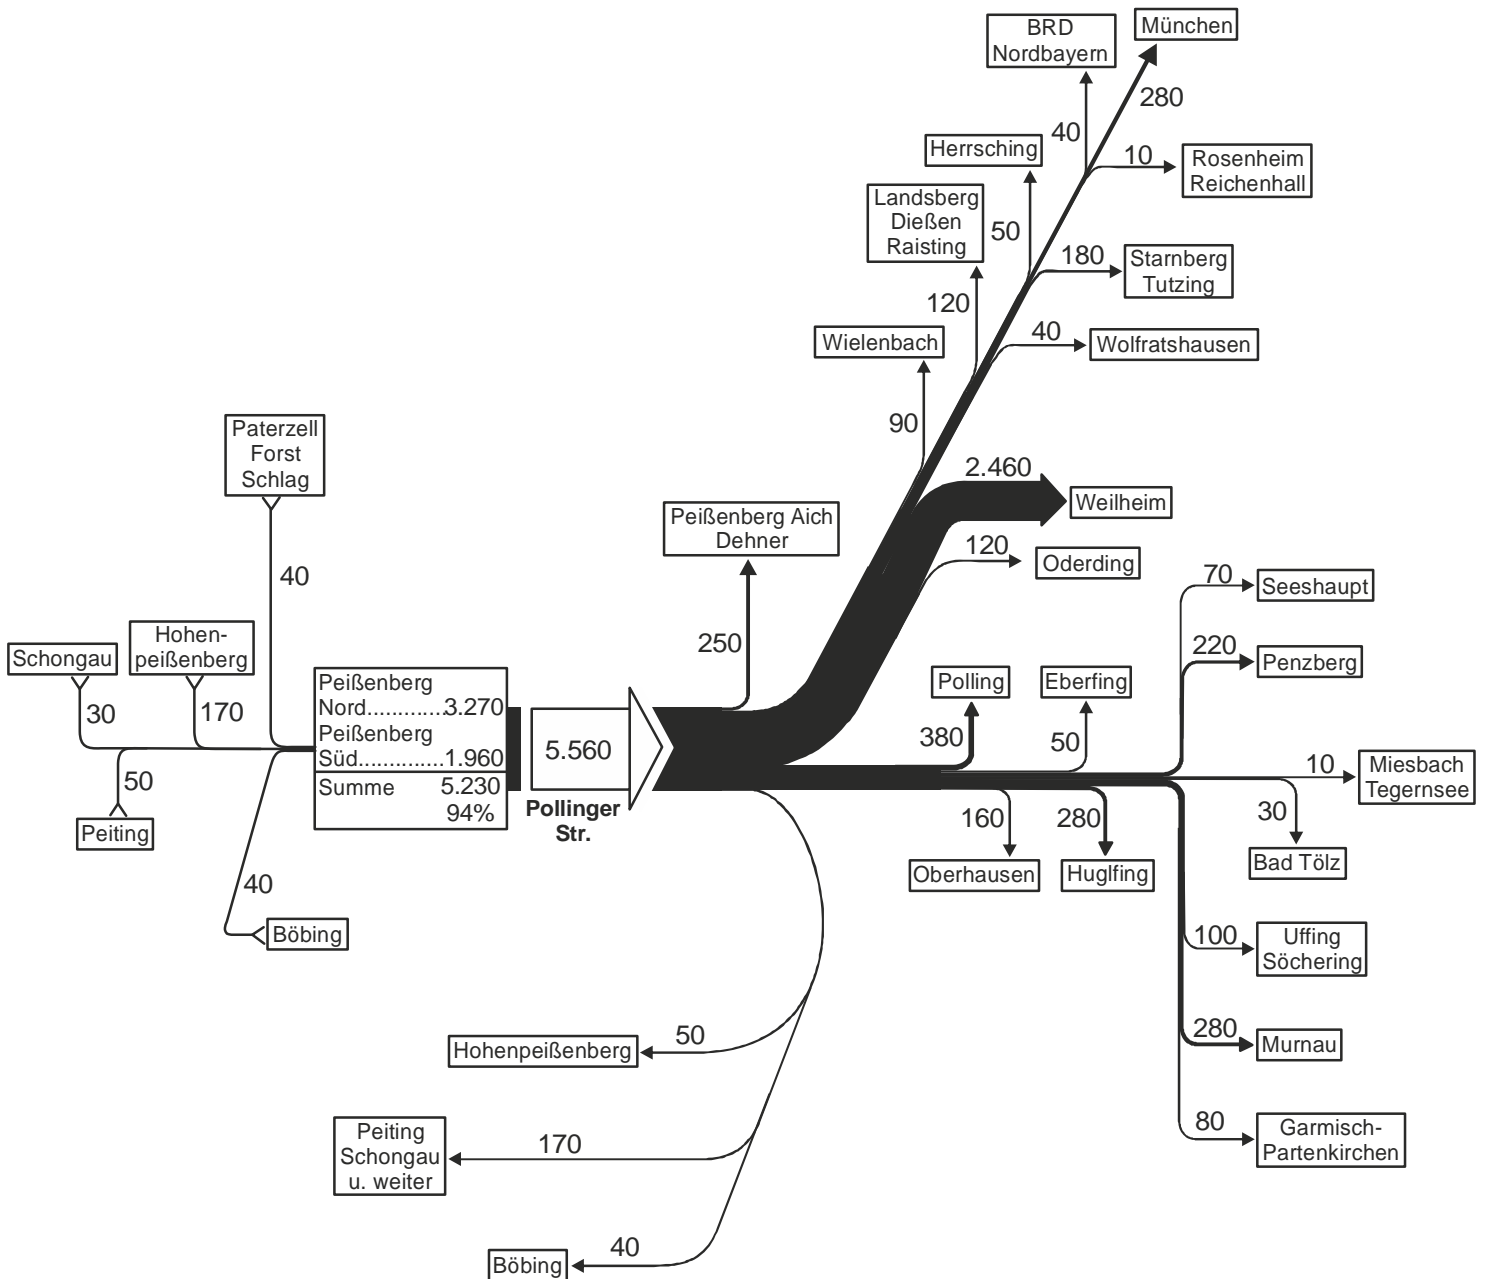 BRD
Nordbayern
München
280
40
Herrsching
10
Rosenheim
Reichenhall
Landsberg
Dießen
Raisting
50
180
Starnberg
Tutzing
120
Wielenbach
40
Wolfratshausen
90
Paterzell
Forst
Schlag
2.460
Weilheim
Peißenberg Aich
Dehner
120
Oderding
40
70
Seeshaupt
250
Schongau
Hohen-
peißenberg
220
Penzberg
30
170
Peißenberg
Nord............3.270
Peißenberg
Süd..............1.960
Summe 5.230
94%
5.560
Pollinger
Str.
Polling
Eberfing
380
50
10
Miesbach
Tegernsee
50
Peiting
160
280
30
Oberhausen
Huglfing
Bad Tölz
40
Böbing
100
Uffing
Söchering
50
Hohenpeißenberg
280
Murnau
80
Garmisch-
Partenkirchen
Peiting
Schongau
u. weiter
170
40
Böbing